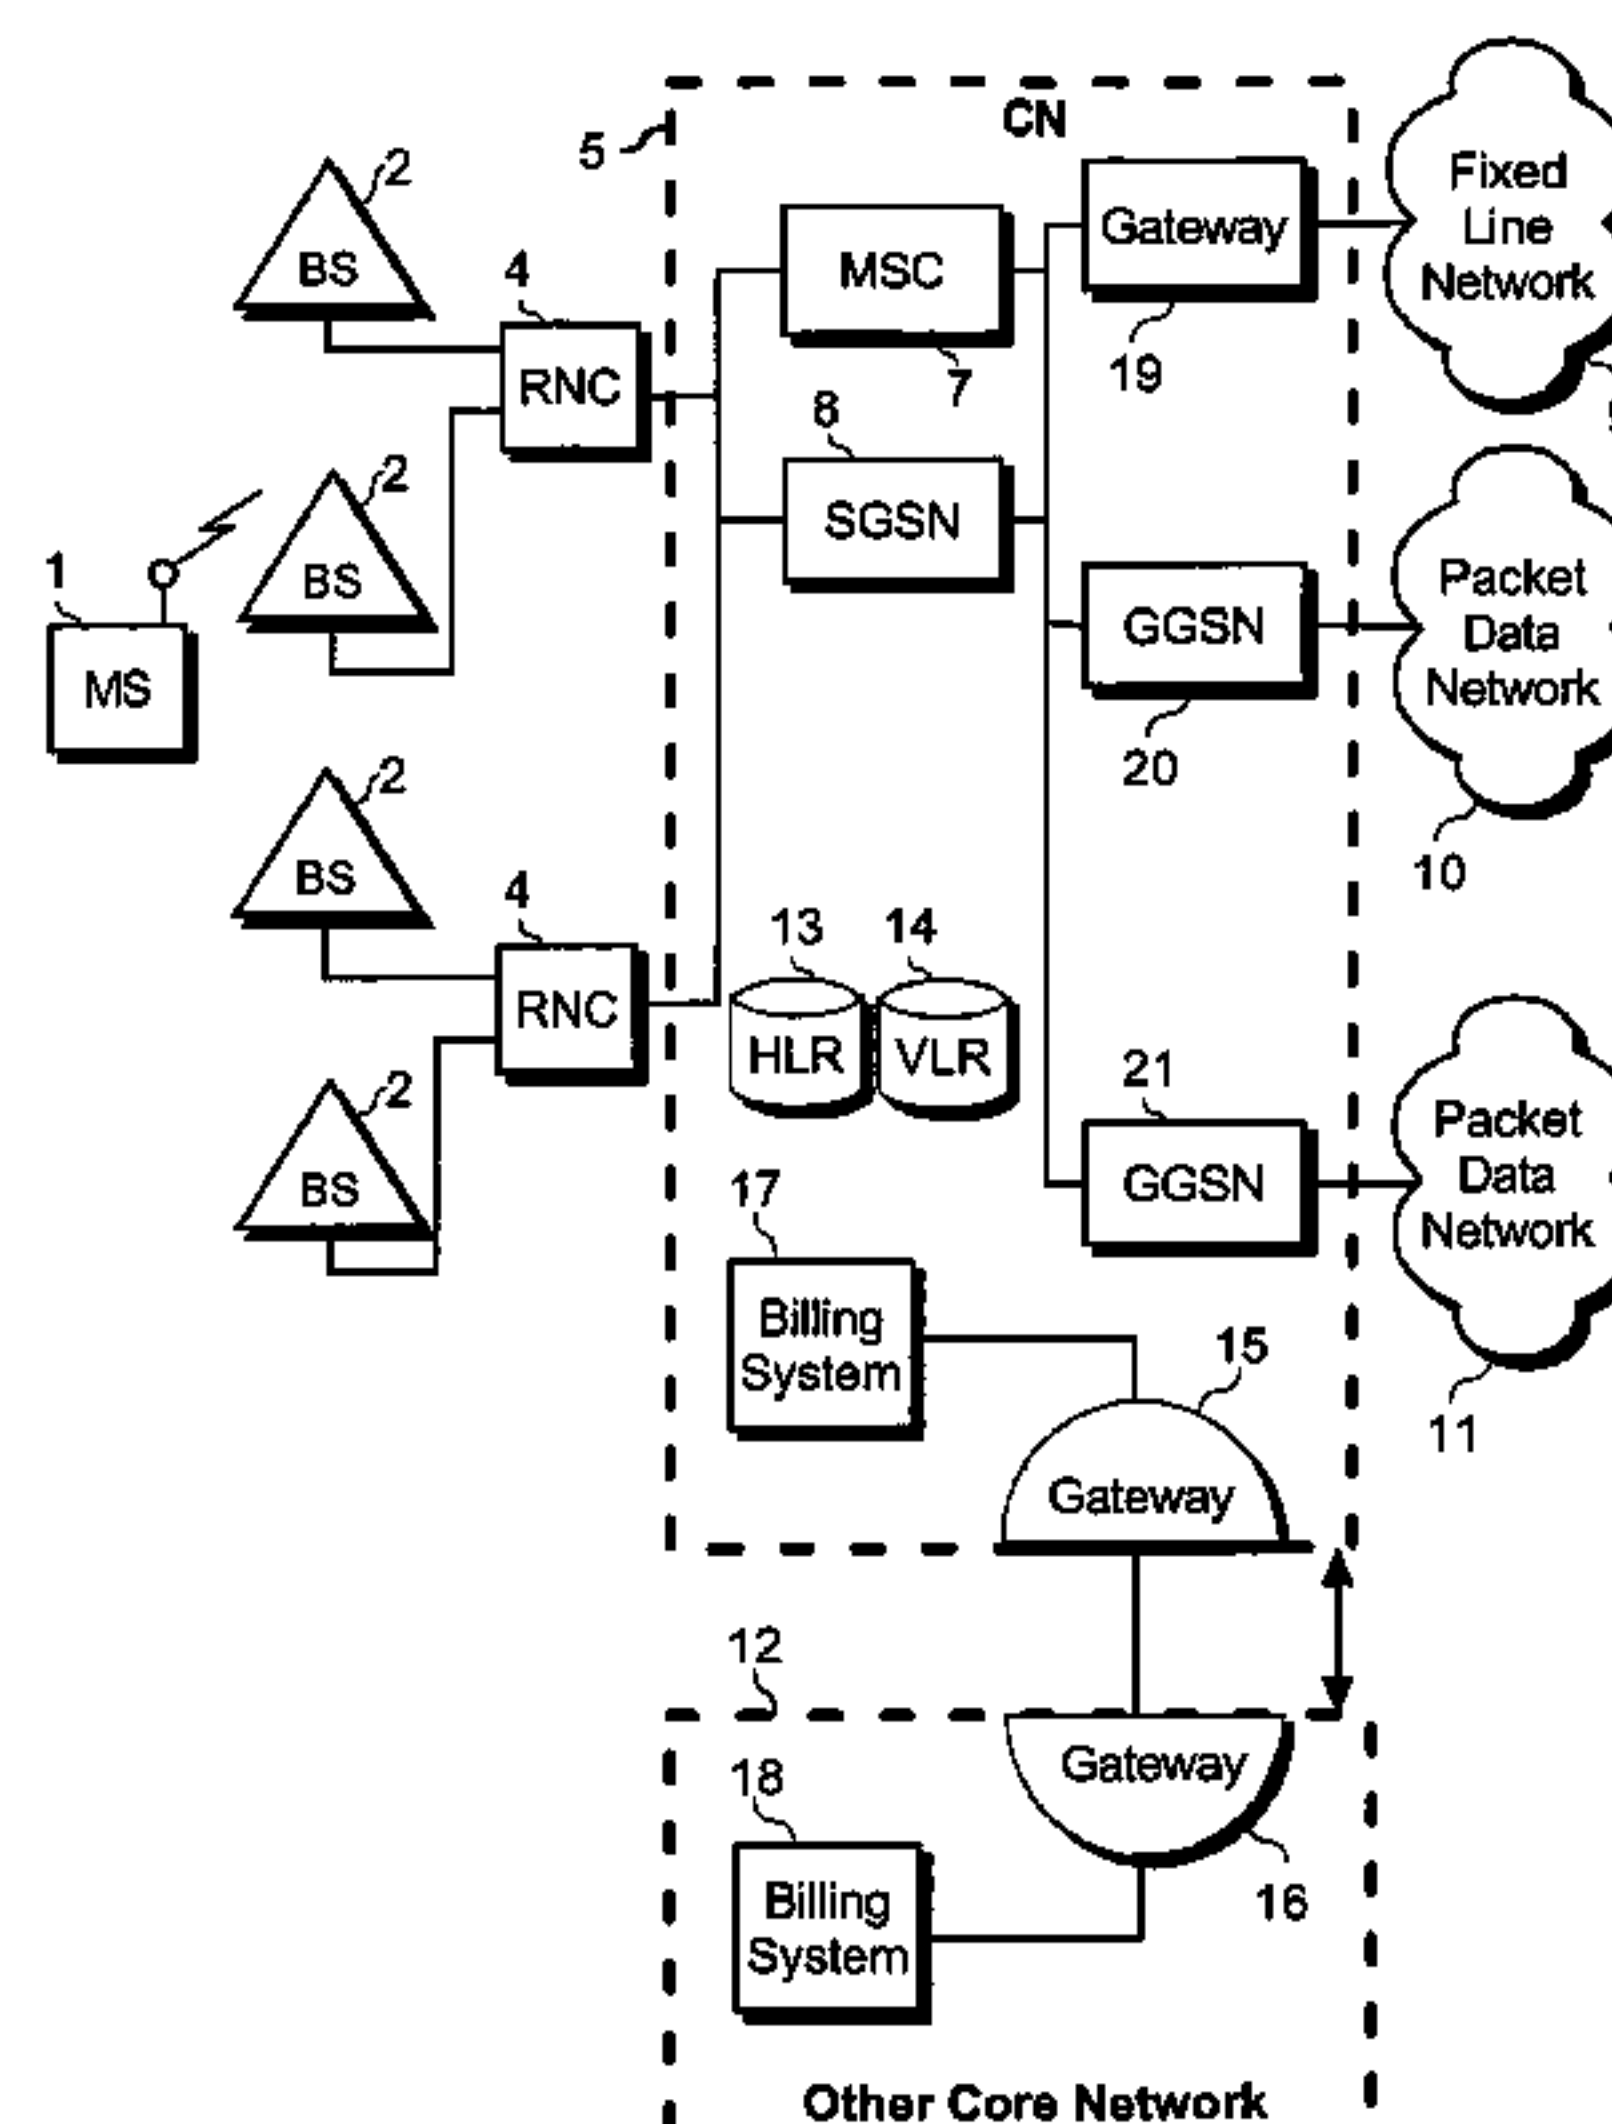 CN
5
2
BS
4
RNC
MSC
7
Gateway
19
Fixed
Line
Network
2
BS
8
SGSN
1
MS
GGSN
20
Packet
Data
Network
10
2
BS
4
RNC
13
HLR
14
VLR
2
BS
21
GGSN
Packet
Data
Network
11
17
Billing
System
15
Gateway
12
Gateway
16
18
Billing
System
Other Core Network